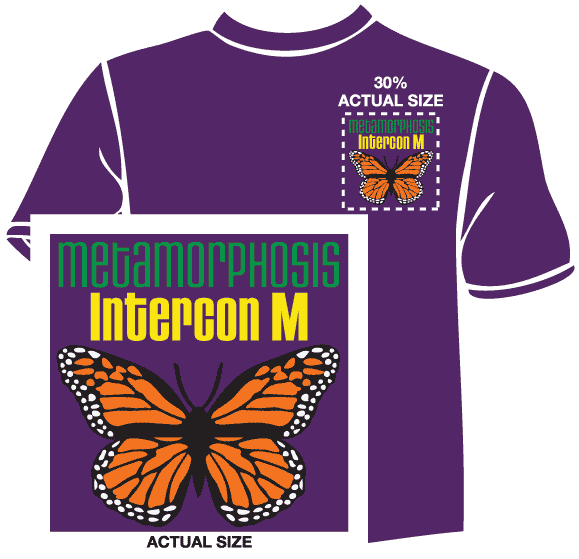 30%
ACTUAL SIZE
metamorphosis
Intercon M
metamorphosis
Intercon M
ACTUAL SIZE